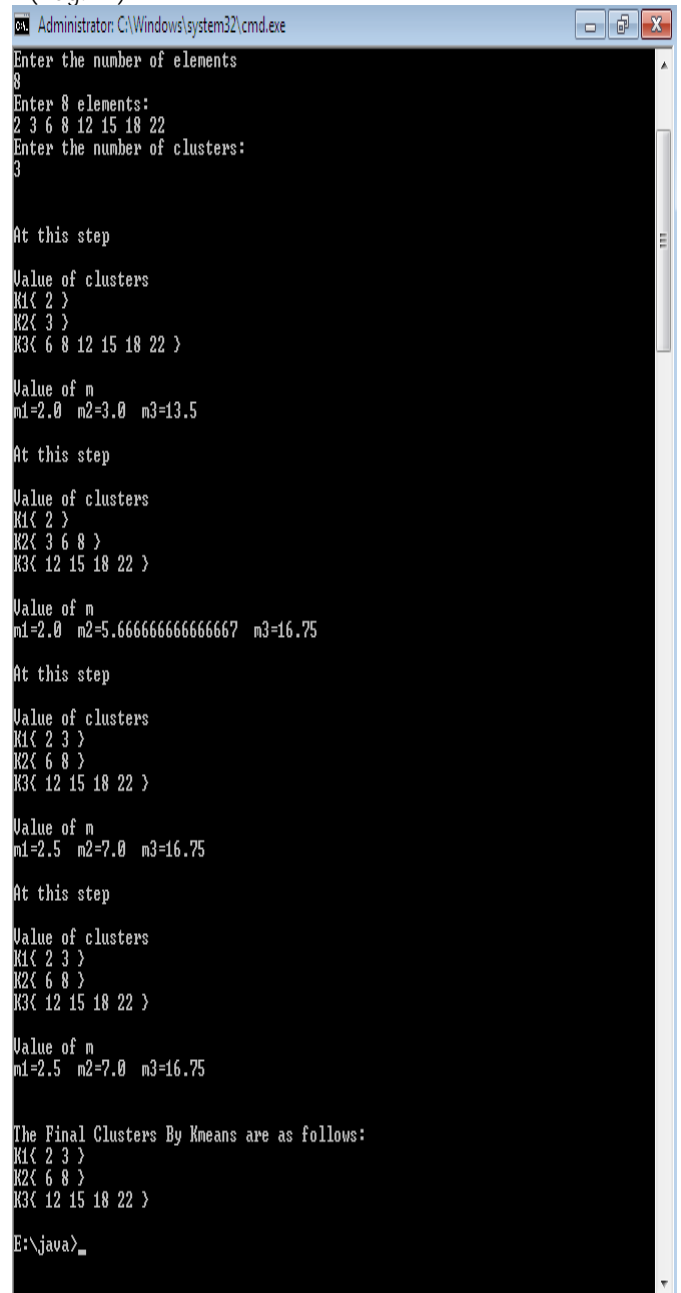 Administrator: C:\Windows\system32\cmd.exe
Enter the number of elements
8
Enter 8 elements:
2 3 6 8 12 15 18 22
Enter the number of clusters:
3
At this step
Value of clusters
K1{ 2 }
K2{ 3 }
K3{ 6 8 12 15 18 22 }
Value of m
m1=2.0 m2=3.0 m3=13.5
At this step
Value of clusters
K1{ 2 }
K2{ 3 6 8 }
K3{ 12 15 18 22 }
Value of m
m1=2.0 m2=5.666666666666667 m3=16.75
At this step
Value of clusters
K1{ 2 3 }
K2{ 6 8 }
K3{ 12 15 18 22 }
Value of m
m1=2.5 m2=7.0 m3=16.75
At this step
Value of clusters
K1{ 2 3 }
K2{ 6 8 }
K3{ 12 15 18 22 }
Value of m
m1=2.5 m2=7.0 m3=16.75
The Final Clusters By Kmeans are as follows:
K1{ 2 3 }
K2{ 6 8 }
K3{ 12 15 18 22 }
E:\java>_